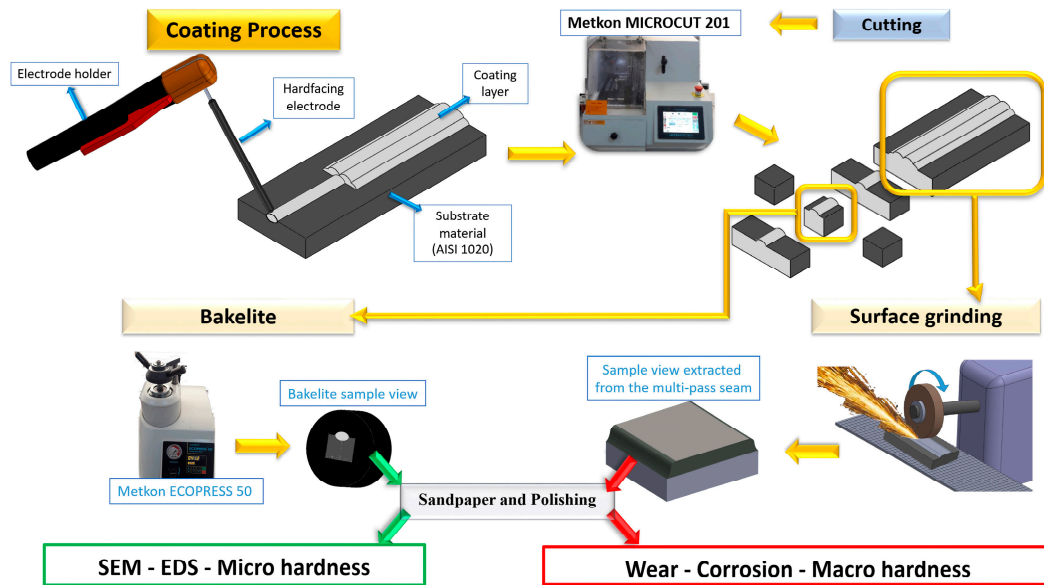 Coating Process
Metkon MICROCUT 201
Cutting
Electrode holder
Hardfacing
electrode
Coating
layer
Substrate
material
(AISI 1020)
Bakelite
Surface grinding
Bakelite sample view
Sample view extracted
from the multi-pass seam
Metkon ECOPRESS 50
Sandpaper and Polishing
SEM - EDS - Micro hardness
Wear - Corrosion - Macro hardness